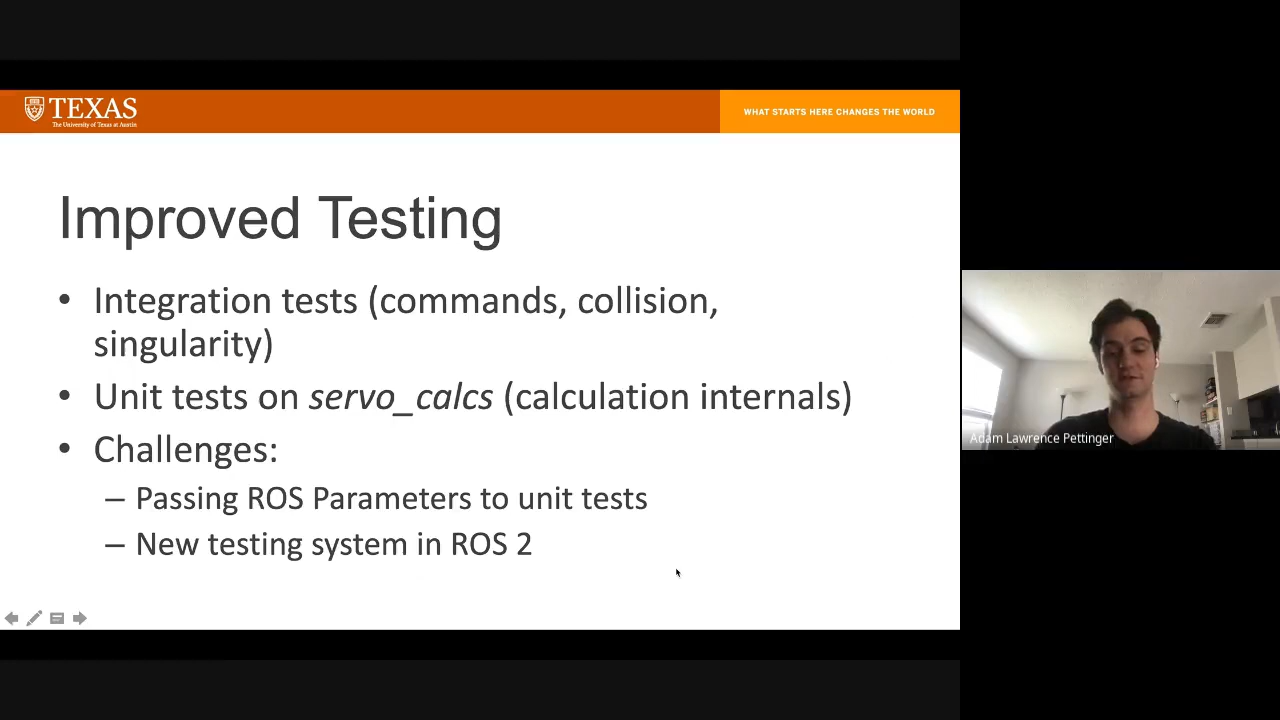 TEXAS
The University of Texas at Austin
WHAT STARTS HERE CHANGES THE WORLD
Improved Testing
• Integration tests (commands, collision,
singularity)
• Unit tests on servo_calcs (calculation internals)
• Challenges:
– Passing ROS Parameters to unit tests
– New testing system in ROS 2
Adam Lawrence Pettinger